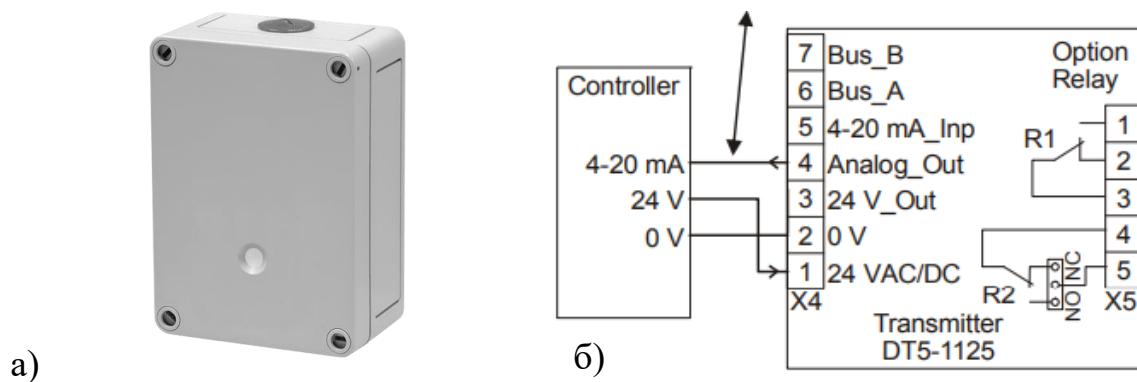 а)
б)
Controller
4-20 mA
24 V
0 V
7 Bus_B
6 Bus_A
5 4-20 mA_Inp
4 Analog_Out
3 24 V_Out
2 0 V
1 24 VAC/DC
X4
Transmitter
DT5-1125
Option
Relay
R1
1
2
3
4
5
R2
NC
NO
X5